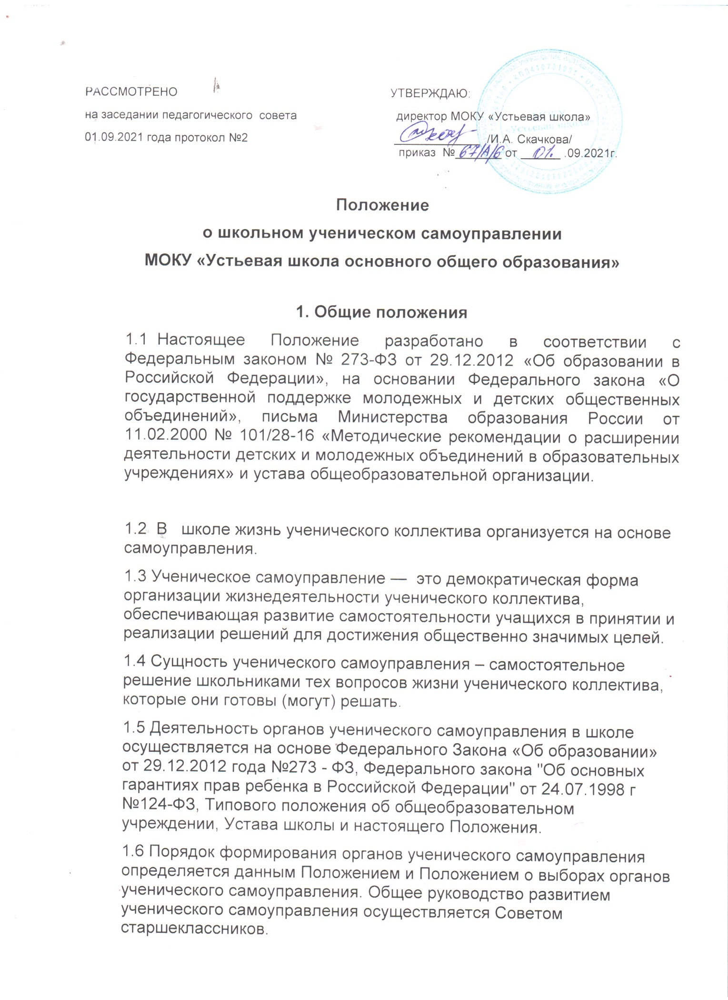 РАССМОТРЕНО
на заседании педагогического совета
01.09.2021 года протокол №2
УТВЕРЖДАЮ:
директор МОКУ «Устьевая школа»
/И.А. Скачкова/
приказ № 67/А/6 от 01. .09.2021г.
МОКУ
«Устьевая школа»
Положение
о школьном ученическом самоуправлении
МОКУ «Устьевая школа основного общего образования»
1. Общие положения
1.1 Настоящее Положение разработано в соответствии с
Федеральным законом № 273-ФЗ от 29.12.2012 «Об образовании в
Российской Федерации», на основании Федерального закона «О
государственной поддержке молодежных и детских общественных
объединений», письма Министерства образования России от
11.02.2000 № 101/28-16 «Методические рекомендации о расширении
деятельности детских и молодежных объединений в образовательных
учреждениях» и устава общеобразовательной организации.
1.2 В школе жизнь ученического коллектива организуется на основе
самоуправления.
1.3 Ученическое самоуправление — это демократическая форма
организации жизнедеятельности ученического коллектива,
обеспечивающая развитие самостоятельности учащихся в принятии и
реализации решений для достижения общественно значимых целей.
1.4 Сущность ученического самоуправления – самостоятельное
решение школьниками тех вопросов жизни ученического коллектива,
которые они готовы (могут) решать.
1.5 Деятельность органов ученического самоуправления в школе
осуществляется на основе Федерального Закона «Об образовании»
от 29.12.2012 года №273 - ФЗ, Федерального закона "Об основных
гарантиях прав ребенка в Российской Федерации" от 24.07.1998 г
№124-ФЗ, Типового положения об общеобразовательном
учреждении, Устава школы и настоящего Положения.
1.6 Порядок формирования органов ученического самоуправления
определяется данным Положением и Положением о выборах органов
ученического самоуправления. Общее руководство развитием
ученического самоуправления осуществляется Советом
старшеклассников.